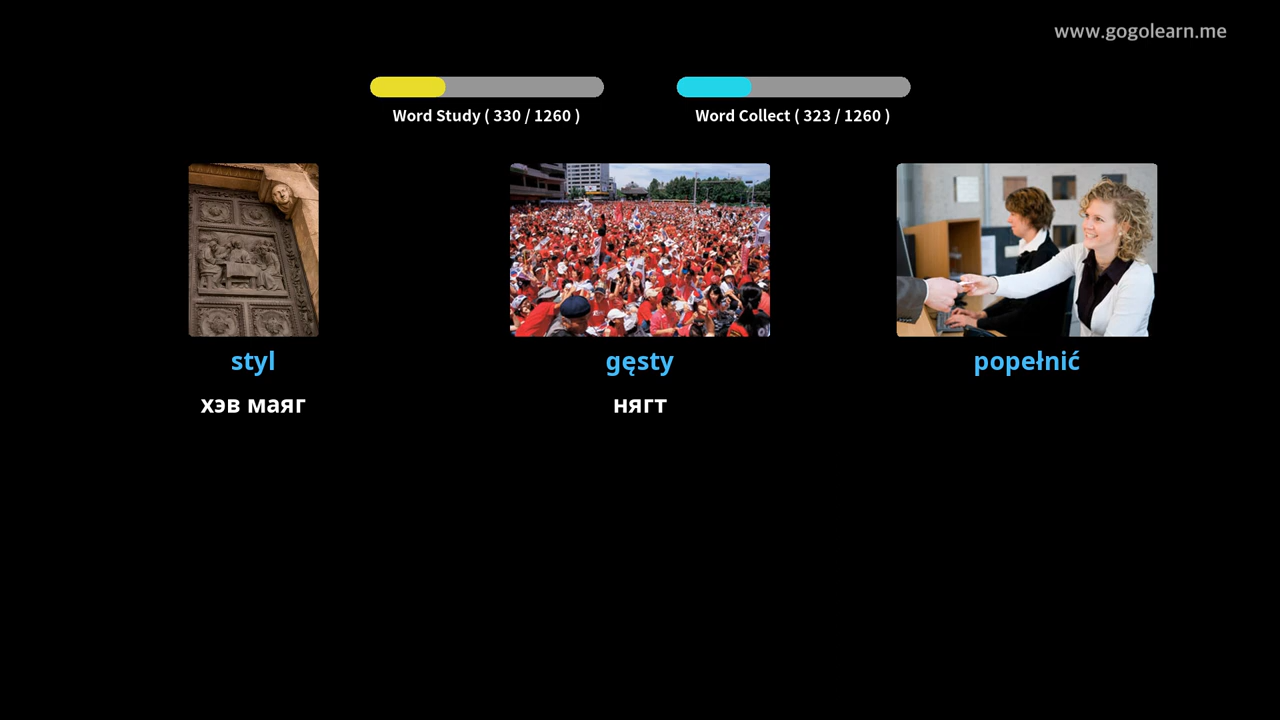 www.gogolearn.me
Word Study ( 330 / 1260 )
Word Collect ( 323 / 1260 )
styl
gęsty
popełnić
хэв маяг
нягт